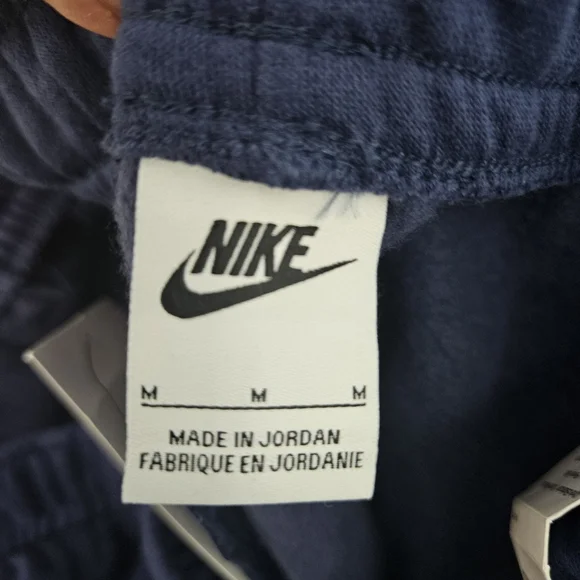 NIKE
M M M
MADE IN JORDAN
FABRIQUE EN JORDANIE